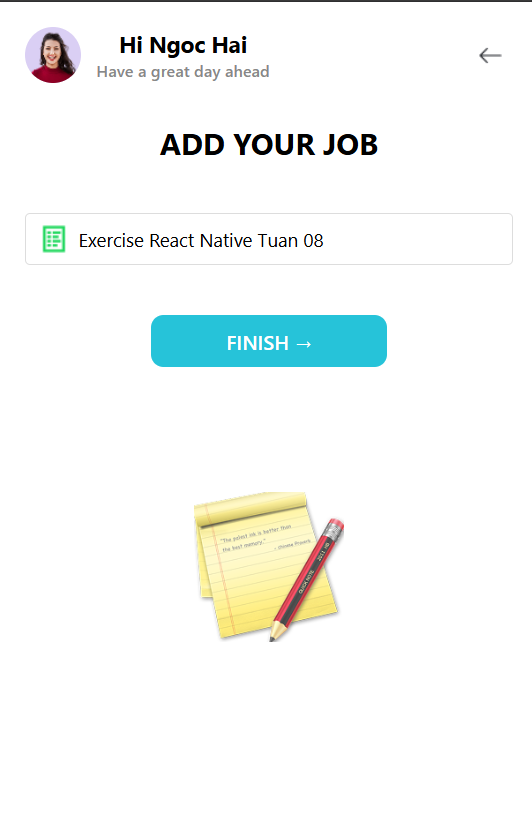 Hi Ngoc Hai
Have a great day ahead
ADD YOUR JOB
Exercise React Native Tuan 08
FINISH →
"The palest ink is better than
the best memory."
- Chinese Proverb